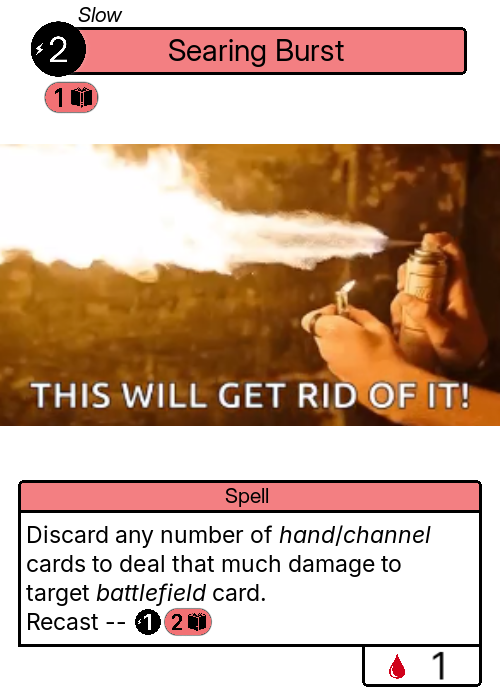 Slow
2 Searing Burst
1
THIS WILL GET RID OF IT!
Spell
Discard any number of hand/channel
cards to deal that much damage to
target battlefield card.
Recast -- 1 2
1